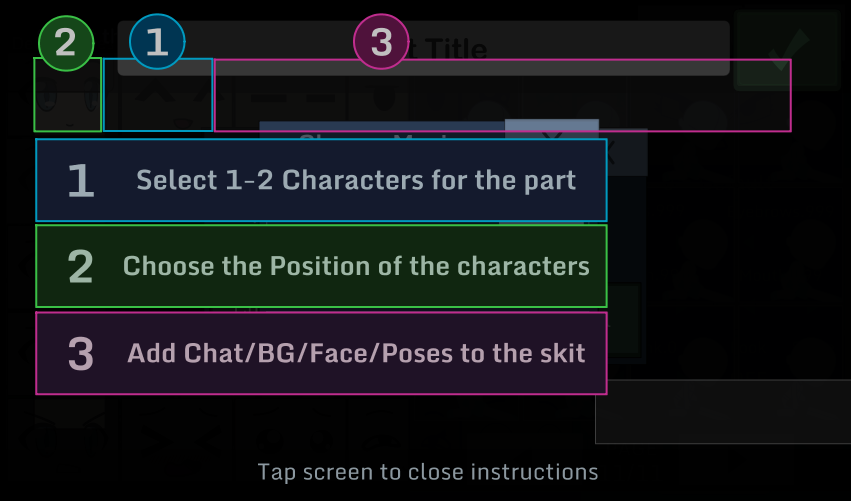 2 1 3
t Title
1 Select 1-2 Characters for the part
2 Choose the Position of the characters
3 Add Chat/BG/Face/Poses to the skit
Tap screen to close instructions